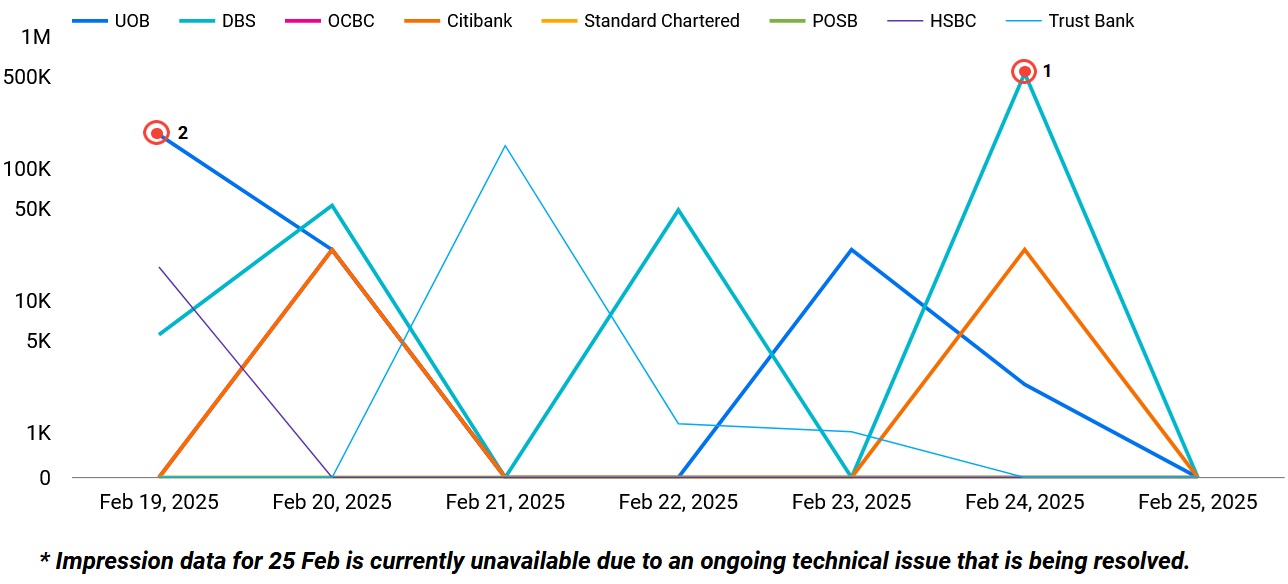 UOB DBS OCBC Citibank Standard Chartered POSB HSBC Trust Bank
1M
500K
1
2
100K
50K
10K
5K
1K
0
Feb 19, 2025 Feb 20, 2025 Feb 21, 2025 Feb 22, 2025 Feb 23, 2025 Feb 24, 2025 Feb 25, 2025
* Impression data for 25 Feb is currently unavailable due to an ongoing technical issue that is being resolved.